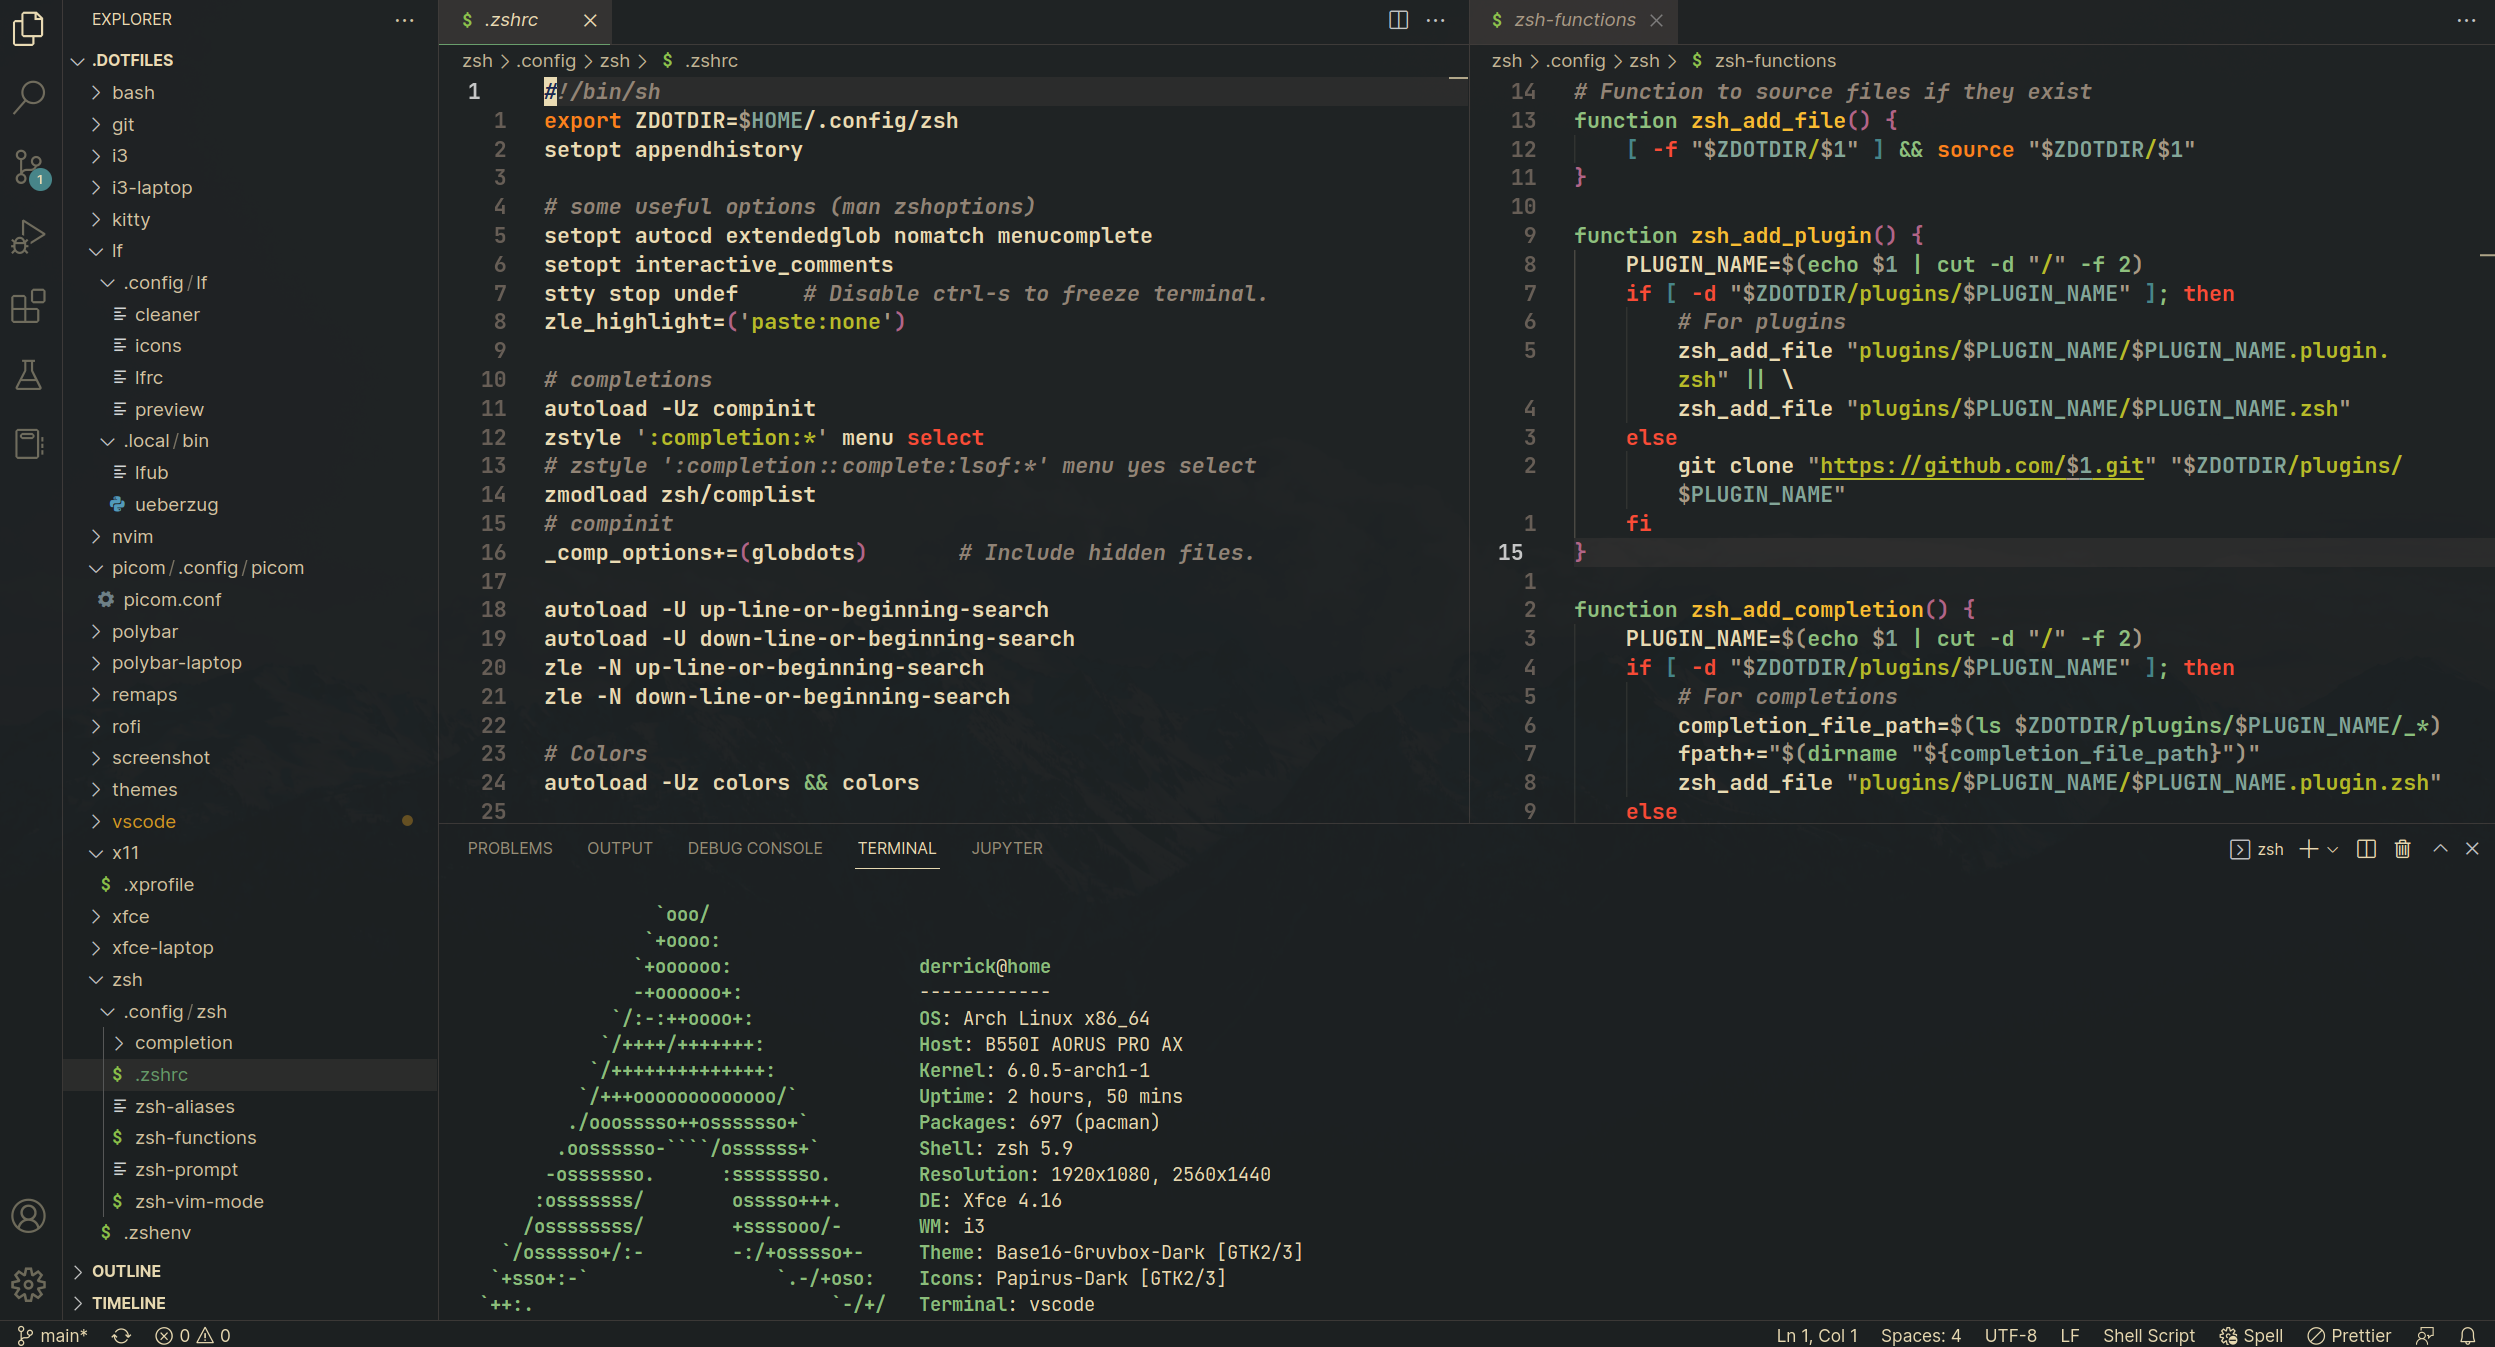 EXPLORER
.DOTFILES
bash
git
i3
i3-laptop
kitty
lf
.config/lf
cleaner
icons
lfrc
preview
.local/bin
lfub
ueberzug
nvim
picom/.config/picom
picom.conf
polybar
polybar-laptop
remaps
rofi
screenshot
themes
vscode
x11
$ .xprofile
xfce
xfce-laptop
zsh
.config/zsh
completion
$ .zshrc
zsh-aliases
$ zsh-functions
zsh-prompt
$ zsh-vim-mode
$ .zshenv
OUTLINE
TIMELINE
$ .zshrc
zsh > .config > zsh > $ .zshrc
1 #!/bin/sh
1 export ZDOTDIR=$HOME/.config/zsh
2 setopt appendhistory
3
4 # some useful options (man zshoptions)
5 setopt autocd extendedglob nomatch menucomplete
6 setopt interactive_comments
7 stty stop undef     # Disable ctrl-s to freeze terminal.
8 zle_highlight=('paste:none')
9
10 # completions
11 autoload -Uz compinit
12 zstyle ':completion:*' menu select
13 # zstyle ':completion::complete:lsof:*' menu yes select
14 zmodload zsh/complist
15 # compinit
16 _comp_options+=(globdots)       # Include hidden files.
17
18 autoload -U up-line-or-beginning-search
19 autoload -U down-line-or-beginning-search
20 zle -N up-line-or-beginning-search
21 zle -N down-line-or-beginning-search
22
23 # Colors
24 autoload -Uz colors && colors
25
$ zsh-functions
zsh > .config > zsh > $ zsh-functions
14 # Function to source files if they exist
13 function zsh_add_file() {
12     [ -f "$ZDOTDIR/$1" ] && source "$ZDOTDIR/$1"
11 }
10
9 function zsh_add_plugin() {
8     PLUGIN_NAME=$(echo $1 | cut -d "/" -f 2)
7     if [ -d "$ZDOTDIR/plugins/$PLUGIN_NAME" ]; then
6         # For plugins
5         zsh_add_file "plugins/$PLUGIN_NAME/$PLUGIN_NAME.plugin.
zsh" || \
4         zsh_add_file "plugins/$PLUGIN_NAME/$PLUGIN_NAME.zsh"
3     else
2         git clone "https://github.com/$1.git" "$ZDOTDIR/plugins/
$PLUGIN_NAME"
1     fi
15 }
1
2 function zsh_add_completion() {
3     PLUGIN_NAME=$(echo $1 | cut -d "/" -f 2)
4     if [ -d "$ZDOTDIR/plugins/$PLUGIN_NAME" ]; then
5         # For completions
6         completion_file_path=$(ls $ZDOTDIR/plugins/$PLUGIN_NAME/_*)
7         fpath+="$(dirname "${completion_file_path}")"
8         zsh_add_file "plugins/$PLUGIN_NAME/$PLUGIN_NAME.plugin.zsh"
9     else
PROBLEMS OUTPUT DEBUG CONSOLE TERMINAL JUPYTER
zsh
`ooo/
`+oooo:
`+oooooo: derrick@home
-+oooooo+: ------------
`/:-:++oooo+: OS: Arch Linux x86_64
`/++++/+++++++: Host: B550I AORUS PRO AX
`/++++++++++++++: Kernel: 6.0.5-arch1-1
`/+++ooooooooooooo/` Uptime: 2 hours, 50 mins
./ooosssso++osssssso+` Packages: 697 (pacman)
.oossssso-````/ossssss+` Shell: zsh 5.9
-osssssso.      :ssssssso. Resolution: 1920x1080, 2560x1440
:osssssss/        osssso+++. DE: Xfce 4.16
/ossssssss/        +ssssooo/- WM: i3
`/ossssso+/:-        -:/+osssso+- Theme: Base16-Gruvbox-Dark [GTK2/3]
`+sso+:-`                 `.-/+oso: Icons: Papirus-Dark [GTK2/3]
`++:.                           `-/+/ Terminal: vscode
main* 0 0 Ln 1, Col 1 Spaces: 4 UTF-8 LF Shell Script Spell Prettier